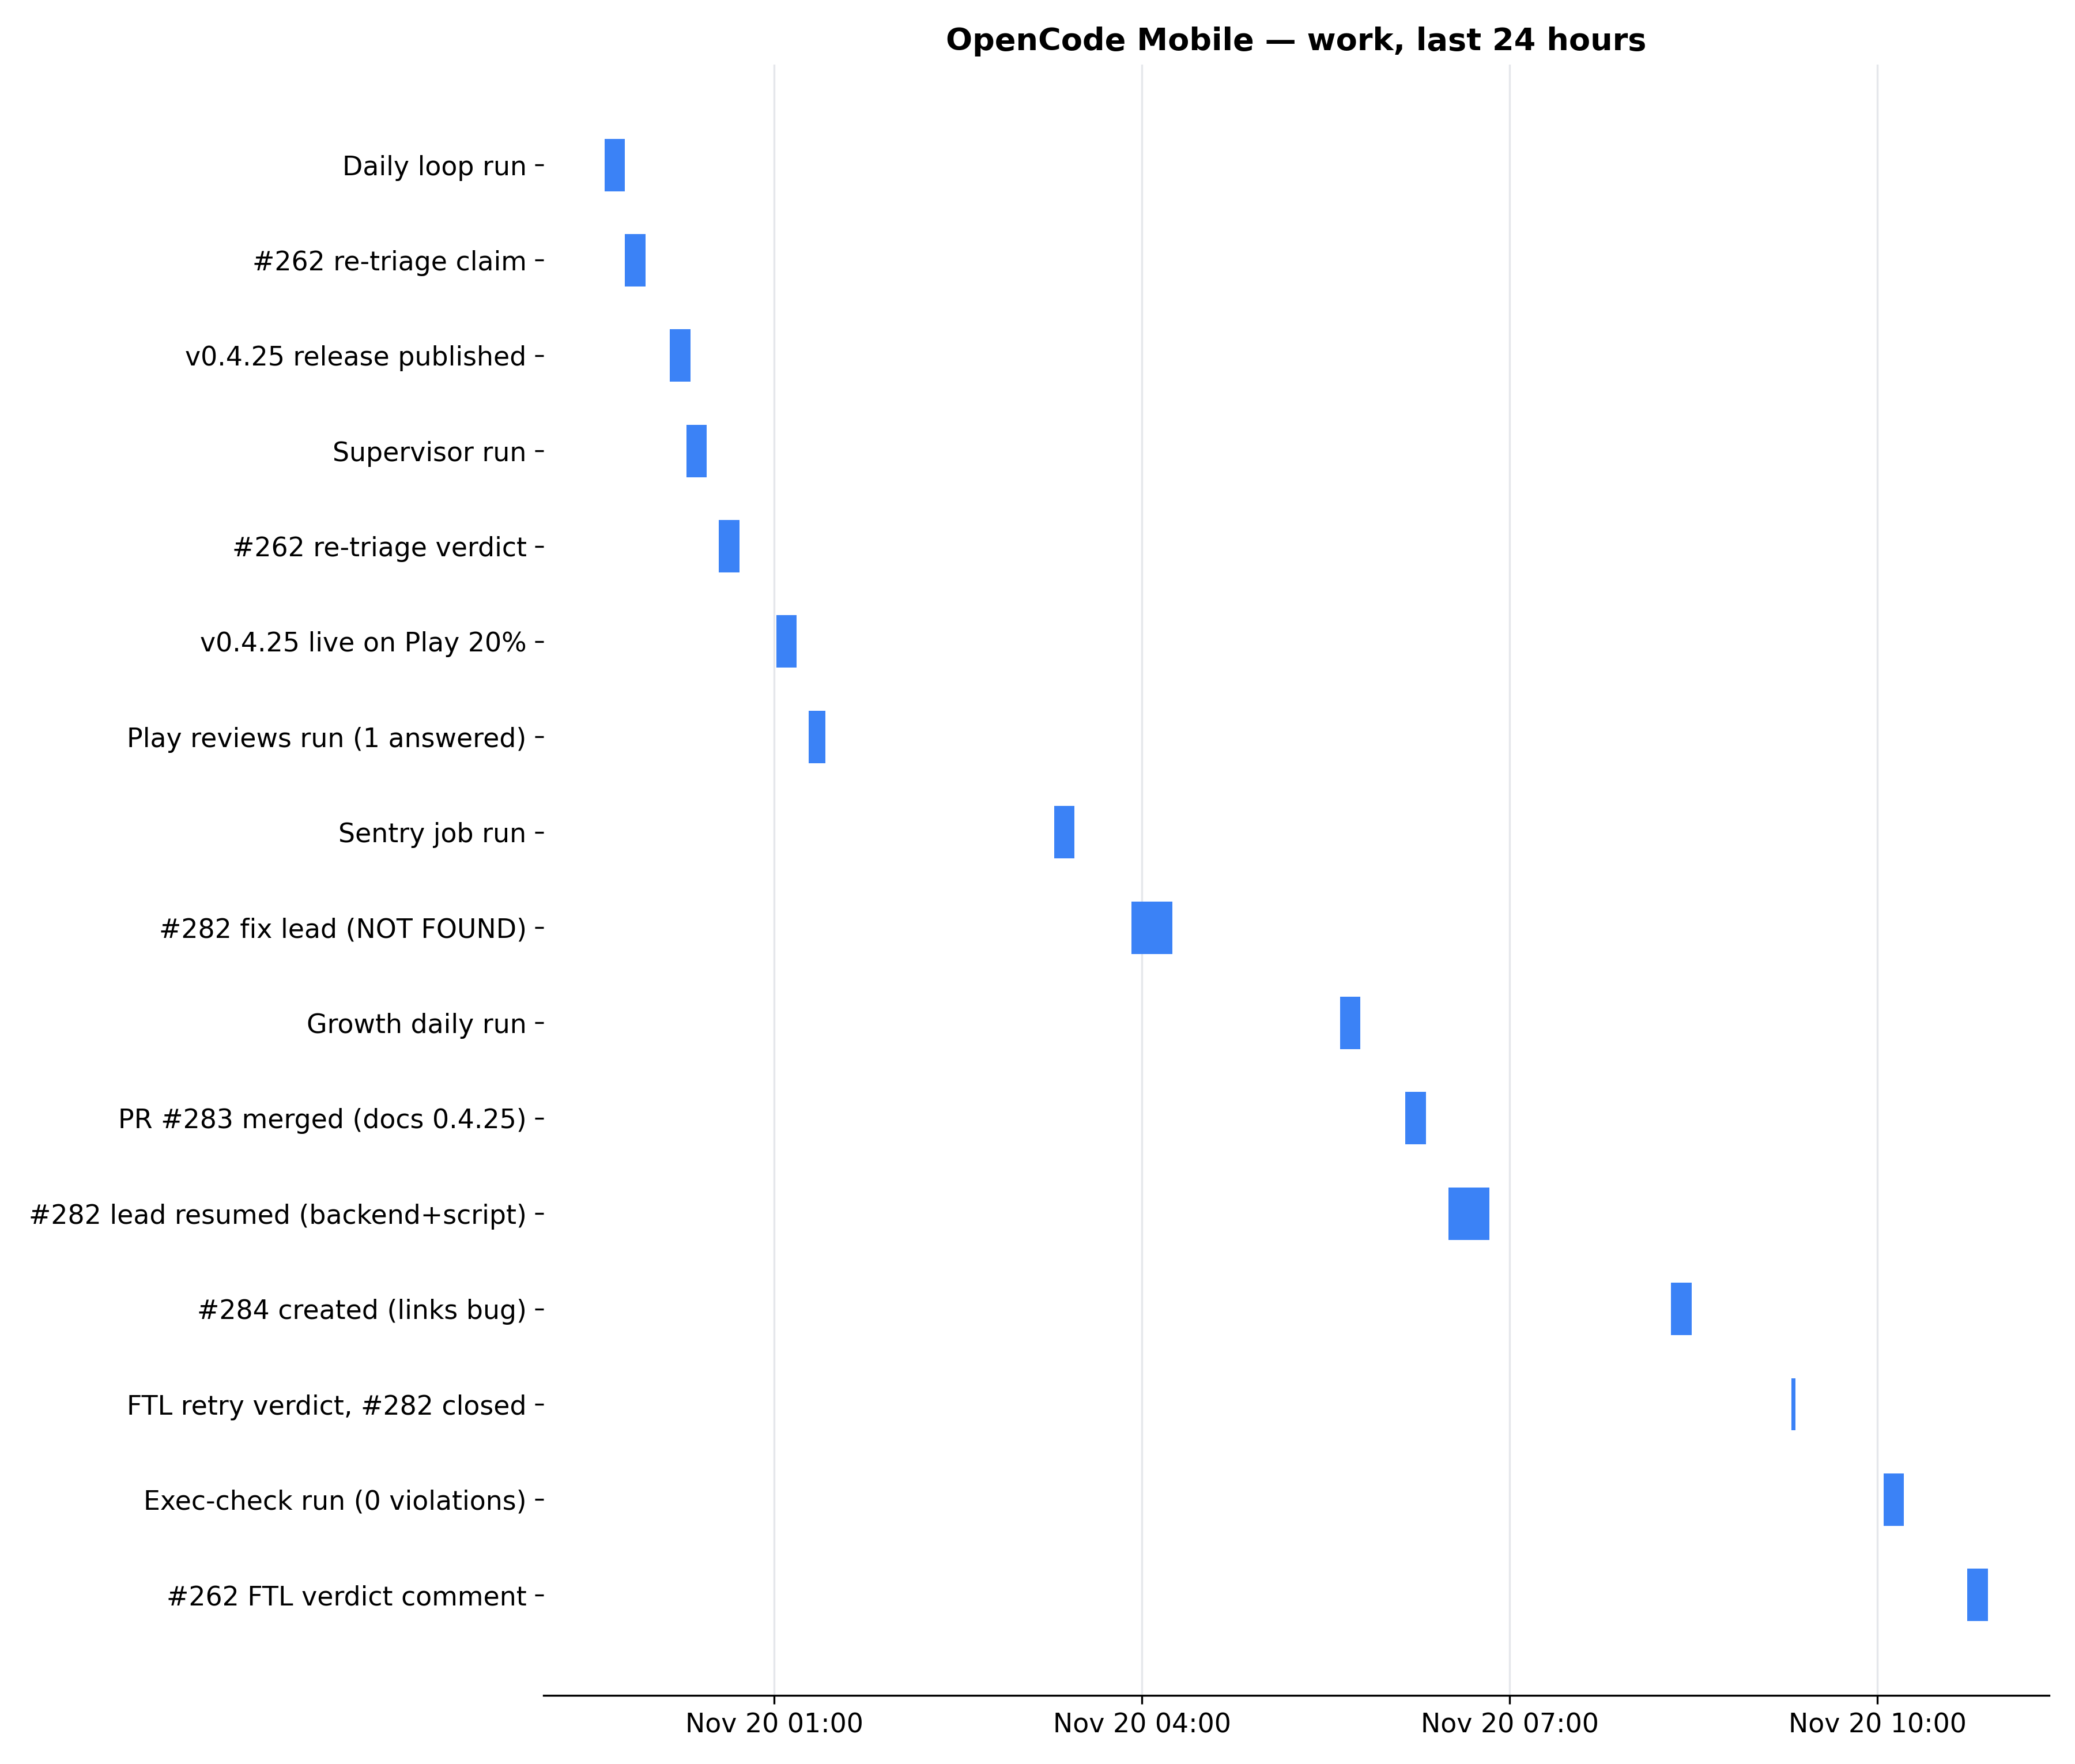 OpenCode Mobile — work, last 24 hours
Daily loop run
#262 re-triage claim
v0.4.25 release published
Supervisor run
#262 re-triage verdict
v0.4.25 live on Play 20%
Play reviews run (1 answered)
Sentry job run
#282 fix lead (NOT FOUND)
Growth daily run
PR #283 merged (docs 0.4.25)
#282 lead resumed (backend+script)
#284 created (links bug)
FTL retry verdict, #282 closed
Exec-check run (0 violations)
#262 FTL verdict comment
Nov 20 01:00
Nov 20 04:00
Nov 20 07:00
Nov 20 10:00